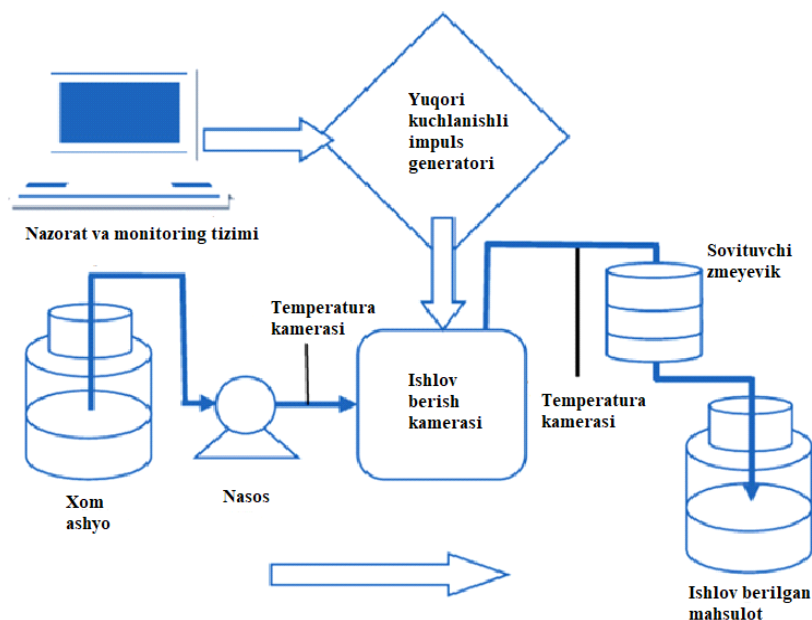 Yuqori
kuchlanishli
impuls
generatori
Nazorat va monitoring tizimi
Sovituvchi
zmeyevik
Temperatura
kamerasi
Ishlov
berish
kamerasi
Temperatura
kamerasi
Xom
ashyo
Nasos
Ishlov berilgan
mahsulot